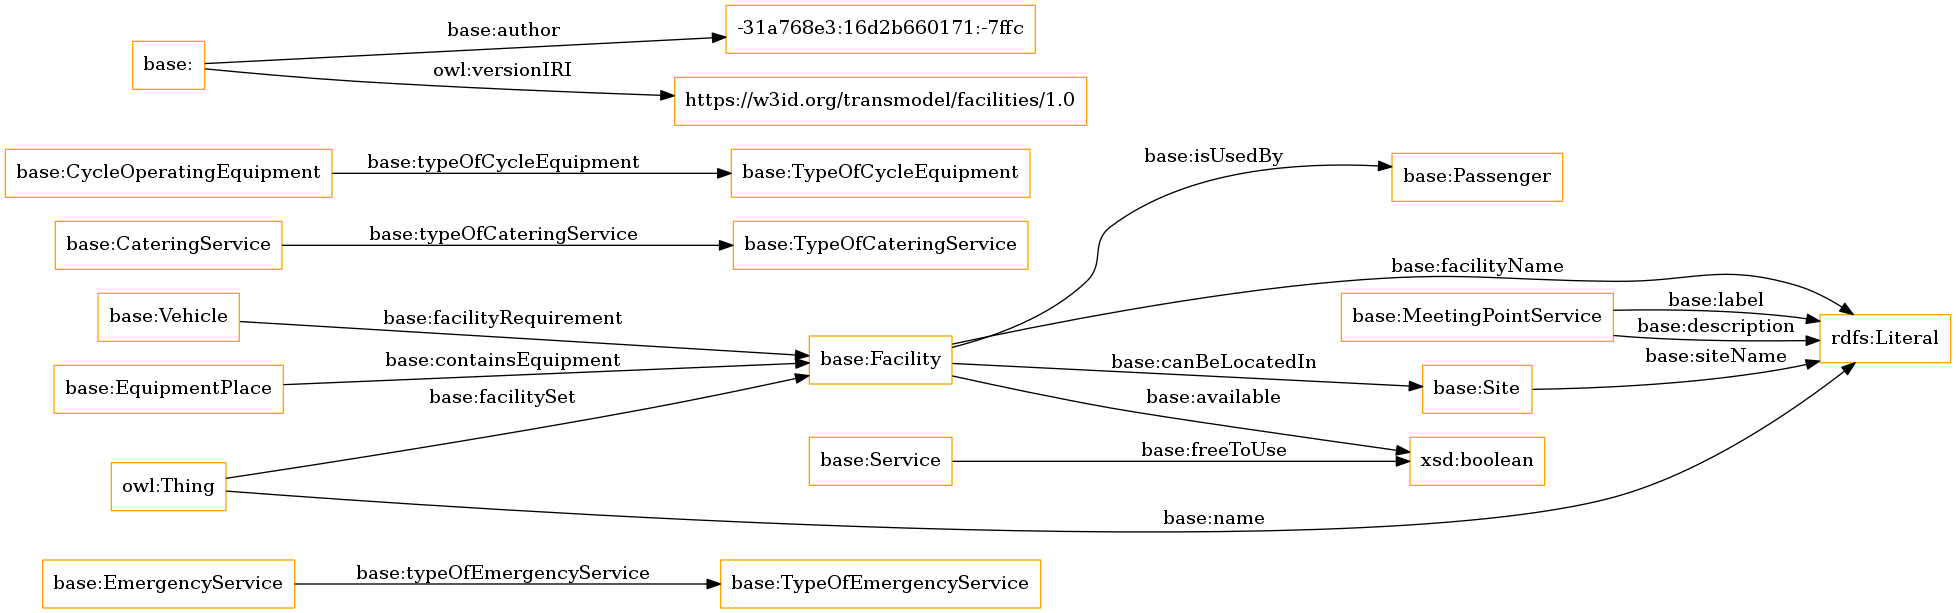 base:author
-31a768e3:16d2b660171:-7ffc
base:
owl:versionIRI
https://w3id.org/transmodel/facilities/1.0
base:CycleOperatingEquipment
base:typeOfCycleEquipment
base:TypeOfCycleEquipment
base:isUsedBy
base:Passenger
base:CateringService
base:typeOfCateringService
base:TypeOfCateringService
base:facilityName
base:Vehicle
base:facilityRequirement
base:MeetingPointService
base:label
base:description
rdfs:Literal
base:EquipmentPlace
base:containsEquipment
base:Facility
base:canBeLocatedIn
base:Site
base:siteName
base:facilitySet
base:available
owl:Thing
base:Service
base:freeToUse
xsd:boolean
base:name
base:EmergencyService
base:typeOfEmergencyService
base:TypeOfEmergencyService